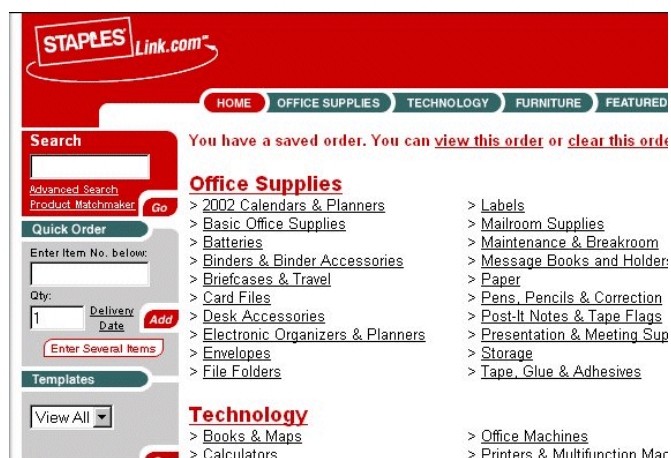 STAPLES Link.com
HOME OFFICE SUPPLIES TECHNOLOGY FURNITURE FEATURED
Search
Advanced Search
Product Matchmaker
Go
Quick Order
Enter Item No. below:
Qty:
1
Delivery Date
Add
Enter Several Items
Templates
View All
You have a saved order. You can view this order or clear this orde
Office Supplies
> 2002 Calendars & Planners
> Basic Office Supplies
> Batteries
> Binders & Binder Accessories
> Briefcases & Travel
> Card Files
> Desk Accessories
> Electronic Organizers & Planners
> Envelopes
> File Folders
> Labels
> Mailroom Supplies
> Maintenance & Breakroom
> Message Books and Holders
> Paper
> Pens, Pencils & Correction
> Post-It Notes & Tape Flags
> Presentation & Meeting Sup
> Storage
> Tape, Glue & Adhesives
Technology
> Books & Maps
> Calculators
> Office Machines
> Printers & Multifunction Mac